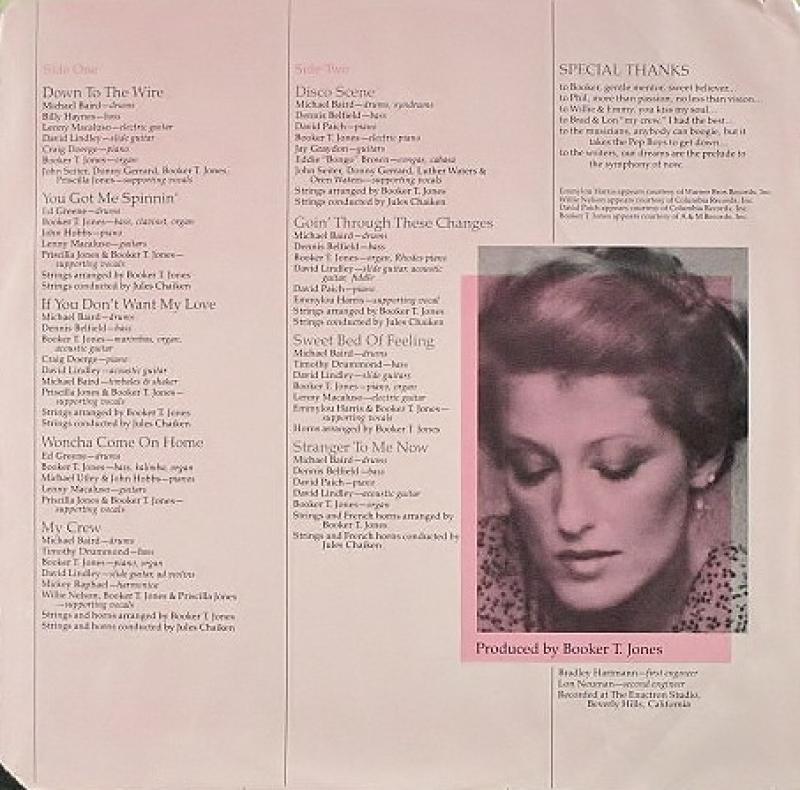 Side One
Down To The Wire
Michael Baird—drums
Billy Haynes—bass
Lenny Macaluso—electric guitar
David Lindley—slide guitar
Craig Doerge—piano
Booker T. Jones—organ
John Seiter, Danny Gerrard, Booker T. Jones,
Priscilla Jones—supporting vocals
You Got Me Spinnin'
Ed Greene—drums
Booker T. Jones—bass, clavinet, organ
John Hobbs—piano
Lenny Macaluso—guitars
Priscilla Jones & Booker T. Jones—
supporting vocals
Strings arranged by Booker T. Jones
Strings conducted by Jules Chaiken
If You Don't Want My Love
Michael Baird—drums
Dennis Belfield—bass
Booker T. Jones—marimbas, organ,
acoustic guitar
Craig Doerge—piano
David Lindley—acoustic guitar
Michael Baird—timbales & shaker
Priscilla Jones & Booker T. Jones—
supporting vocals
Strings arranged by Booker T. Jones
Strings conducted by Jules Chaiken
Woncha Come On Home
Ed Greene—drums
Booker T. Jones—bass, kalimba, organ
Michael Utley & John Hobbs—pianos
Lenny Macaluso—guitars
Priscilla Jones & Booker T. Jones—
supporting vocals
My Crew
Michael Baird—drums
Timothy Drummond—bass
Booker T. Jones—piano, organ
David Lindley—slide guitar, ad violins
Mickey Raphael—harmonica
Willie Nelson, Booker T. Jones & Priscilla Jones
—supporting vocals
Strings and horns arranged by Booker T. Jones
Strings and horns conducted by Jules Chaiken
Side Two
Disco Scene
Michael Baird—drums, syndrums
Dennis Belfield—bass
David Paich—piano
Booker T. Jones—electric piano
Jay Graydon—guitars
Eddie "Bongo" Brown—congas, cabasa
John Seiter, Danny Gerrard, Luther Waters &
Oren Waters—supporting vocals
Strings arranged by Booker T. Jones
Strings conducted by Jules Chaiken
Goin' Through These Changes
Michael Baird—drums
Dennis Belfield—bass
Booker T. Jones—organ, Rhodes piano
David Lindley—slide guitar, acoustic
guitar, fiddle
David Paich—piano
Emmylou Harris—supporting vocal
Strings arranged by Booker T. Jones
Strings conducted by Jules Chaiken
Sweet Bed Of Feeling
Michael Baird—drums
Timothy Drummond—bass
David Lindley—slide guitars
Booker T. Jones—piano, organ
Lenny Macaluso—electric guitar
Emmylou Harris & Booker T. Jones—
supporting vocals
Horns arranged by Booker T. Jones
Stranger To Me Now
Michael Baird—drums
Dennis Belfield—bass
David Paich—piano
David Lindley—acoustic guitar
Booker T. Jones—organ
Strings and French horns arranged by
Booker T. Jones
Strings and French horns conducted by
Jules Chaiken
SPECIAL THANKS
to Booker, gentle mentor, sweet believer...
to Phil, more than passion, no less than vision...
to Willie & Emmy, you kiss my soul...
to Brad & Lon "my crew," I had the best...
to the musicians, anybody can boogie, but it
takes the Pep Boys to get down...
to the writers, our dreams are the prelude to
the symphony of now.
Emmylou Harris appears courtesy of Warner Bros. Records, Inc.
Willie Nelson appears courtesy of Columbia Records, Inc.
David Paich appears courtesy of Columbia Records, Inc.
Booker T. Jones appears courtesy of A & M Records, Inc.
Produced by Booker T. Jones
Bradley Hartmann—first engineer
Lon Neuman—second engineer
Recorded at The Enactron Studio,
Beverly Hills, California